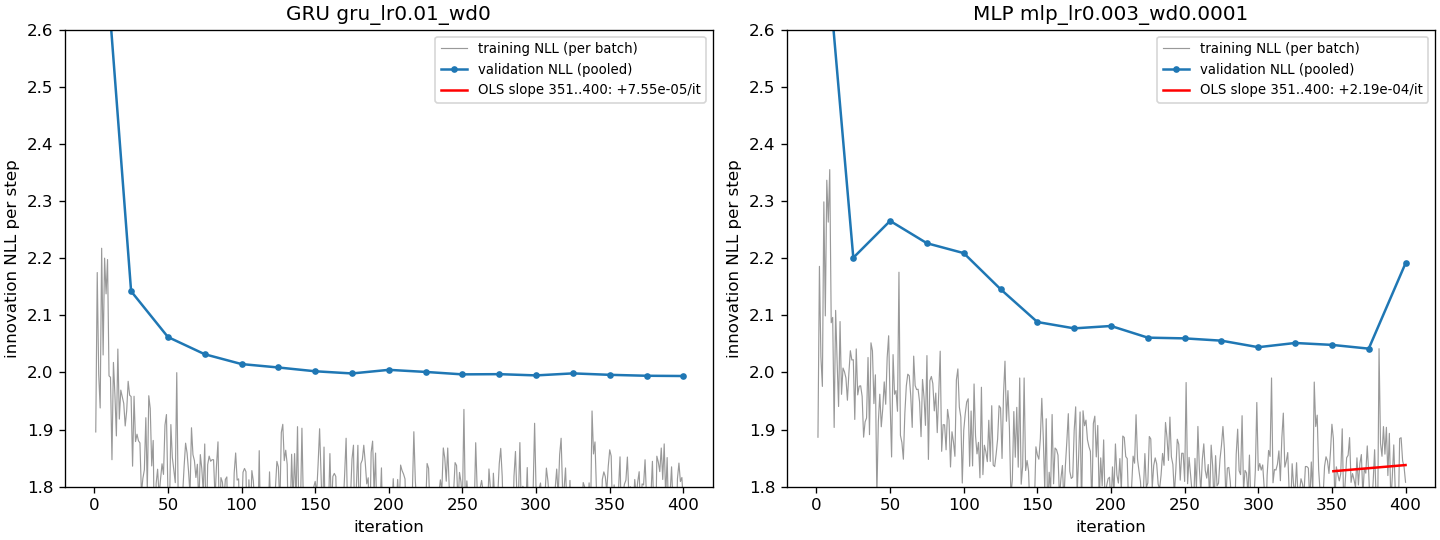 GRU gru_lr0.01_wd0
training NLL (per batch)
validation NLL (pooled)
OLS slope 351..400: +7.55e-05/it
innovation NLL per step
2.6
2.5
2.4
2.3
2.2
2.1
2.0
1.9
1.8
0 50 100 150 200 250 300 350 400
iteration
MLP mlp_lr0.003_wd0.0001
training NLL (per batch)
validation NLL (pooled)
OLS slope 351..400: +2.19e-04/it
innovation NLL per step
2.6
2.5
2.4
2.3
2.2
2.1
2.0
1.9
1.8
0 50 100 150 200 250 300 350 400
iteration